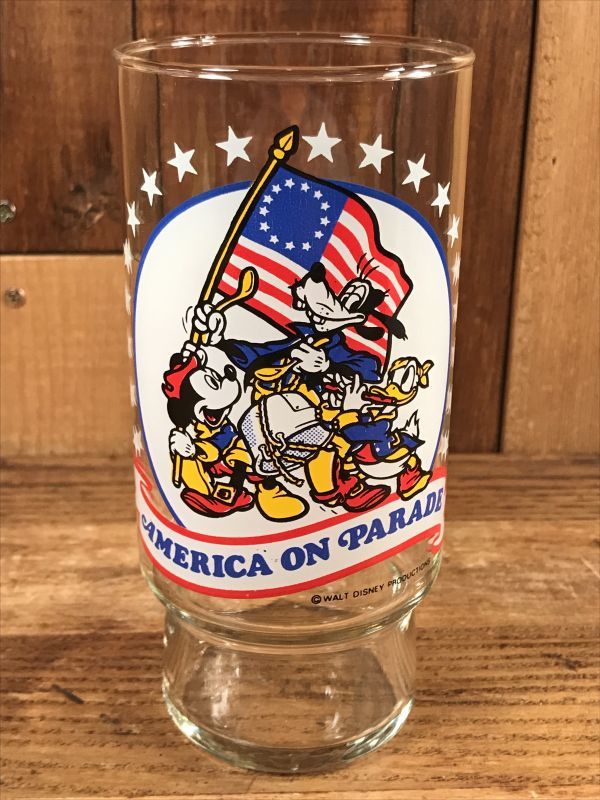 AMERICA ON PARADE
© WALT DISNEY PRODUCTIONS